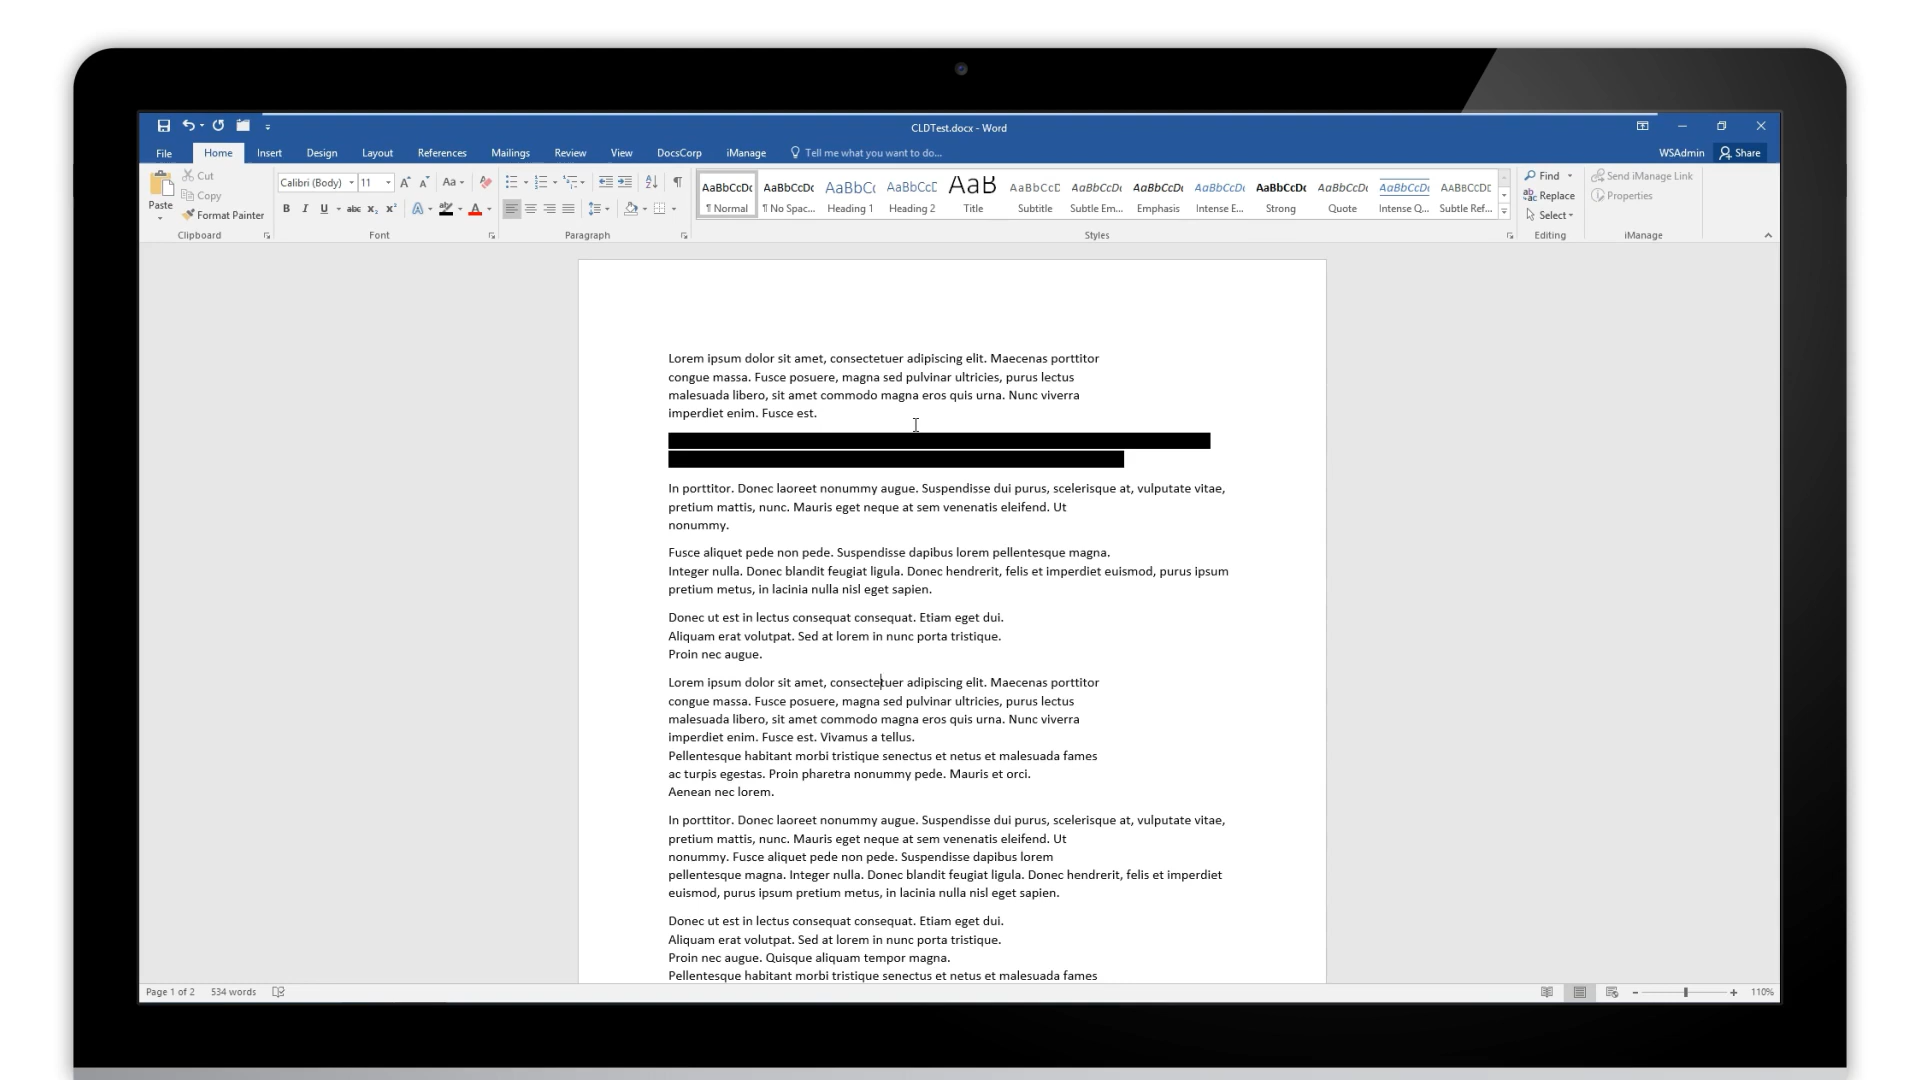 CLDTest.docx - Word
File Home Insert Design Layout References Mailings Review View DocsCorp iManage Tell me what you want to do... WSAdmin Share
Paste
Cut
Copy
Format Painter
Clipboard
Calibri (Body) 11
Font
Paragraph
AaBbCcDc AaBbCcDc AaBbC( AaBbCcE AaB AaBbCcD AaBbCcDt AaBbCcDt AaBbCcDt AaBbCcDc AaBbCcDt AaBbCcDt AABBCCDE
¶ Normal ¶ No Spac... Heading 1 Heading 2 Title Subtitle Subtle Em... Emphasis Intense E... Strong Quote Intense Q... Subtle Ref...
Styles
Find
Replace
Select
Editing
Send iManage Link
Properties
iManage
Lorem ipsum dolor sit amet, consectetuer adipiscing elit. Maecenas porttitor
congue massa. Fusce posuere, magna sed pulvinar ultricies, purus lectus
malesuada libero, sit amet commodo magna eros quis urna. Nunc viverra
imperdiet enim. Fusce est.
In porttitor. Donec laoreet nonummy augue. Suspendisse dui purus, scelerisque at, vulputate vitae,
pretium mattis, nunc. Mauris eget neque at sem venenatis eleifend. Ut
nonummy.
Fusce aliquet pede non pede. Suspendisse dapibus lorem pellentesque magna.
Integer nulla. Donec blandit feugiat ligula. Donec hendrerit, felis et imperdiet euismod, purus ipsum
pretium metus, in lacinia nulla nisl eget sapien.
Donec ut est in lectus consequat consequat. Etiam eget dui.
Aliquam erat volutpat. Sed at lorem in nunc porta tristique.
Proin nec augue.
Lorem ipsum dolor sit amet, consectetuer adipiscing elit. Maecenas porttitor
congue massa. Fusce posuere, magna sed pulvinar ultricies, purus lectus
malesuada libero, sit amet commodo magna eros quis urna. Nunc viverra
imperdiet enim. Fusce est. Vivamus a tellus.
Pellentesque habitant morbi tristique senectus et netus et malesuada fames
ac turpis egestas. Proin pharetra nonummy pede. Mauris et orci.
Aenean nec lorem.
In porttitor. Donec laoreet nonummy augue. Suspendisse dui purus, scelerisque at, vulputate vitae,
pretium mattis, nunc. Mauris eget neque at sem venenatis eleifend. Ut
nonummy. Fusce aliquet pede non pede. Suspendisse dapibus lorem
pellentesque magna. Integer nulla. Donec blandit feugiat ligula. Donec hendrerit, felis et imperdiet
euismod, purus ipsum pretium metus, in lacinia nulla nisl eget sapien.
Donec ut est in lectus consequat consequat. Etiam eget dui.
Aliquam erat volutpat. Sed at lorem in nunc porta tristique.
Proin nec augue. Quisque aliquam tempor magna.
Pellentesque habitant morbi tristique senectus et netus et malesuada fames
Page 1 of 2 534 words 110%